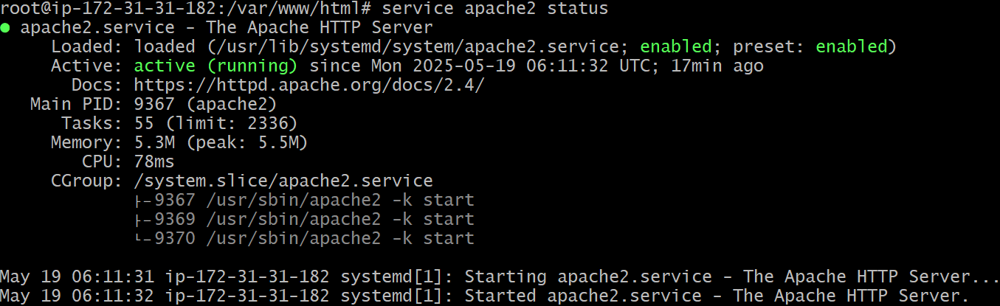 root@ip-172-31-31-182:/var/www/html# service apache2 status
● apache2.service - The Apache HTTP Server
     Loaded: loaded (/usr/lib/systemd/system/apache2.service; enabled; preset: enabled)
     Active: active (running) since Mon 2025-05-19 06:11:32 UTC; 17min ago
       Docs: https://httpd.apache.org/docs/2.4/
   Main PID: 9367 (apache2)
      Tasks: 55 (limit: 2336)
     Memory: 5.3M (peak: 5.5M)
        CPU: 78ms
     CGroup: /system.slice/apache2.service
             ├─9367 /usr/sbin/apache2 -k start
             ├─9369 /usr/sbin/apache2 -k start
             └─9370 /usr/sbin/apache2 -k start

May 19 06:11:31 ip-172-31-31-182 systemd[1]: Starting apache2.service - The Apache HTTP Server...
May 19 06:11:32 ip-172-31-31-182 systemd[1]: Started apache2.service - The Apache HTTP Server.